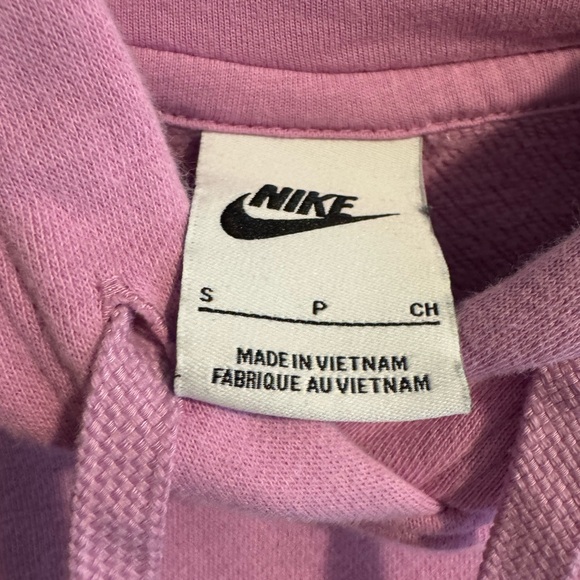 NIKE
S P CH
MADE IN VIETNAM
FABRIQUE AU VIETNAM